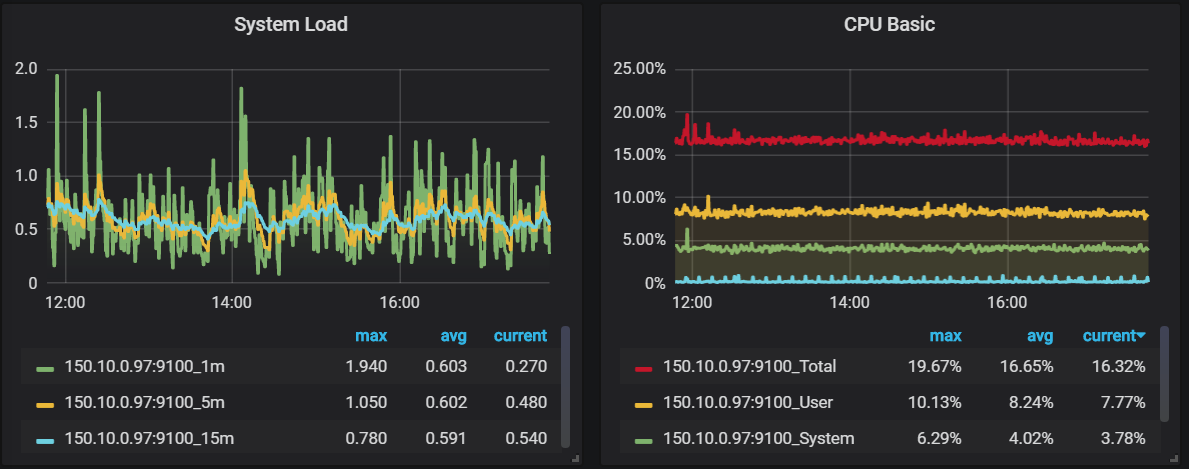 System Load
2.0
1.5
1.0
0.5
0
12:00 14:00 16:00
max avg current
150.10.0.97:9100_1m 1.940 0.603 0.270
150.10.0.97:9100_5m 1.050 0.602 0.480
150.10.0.97:9100_15m 0.780 0.591 0.540
CPU Basic
25.00%
20.00%
15.00%
10.00%
5.00%
0%
12:00 14:00 16:00
max avg current
150.10.0.97:9100_Total 19.67% 16.65% 16.32%
150.10.0.97:9100_User 10.13% 8.24% 7.77%
150.10.0.97:9100_System 6.29% 4.02% 3.78%